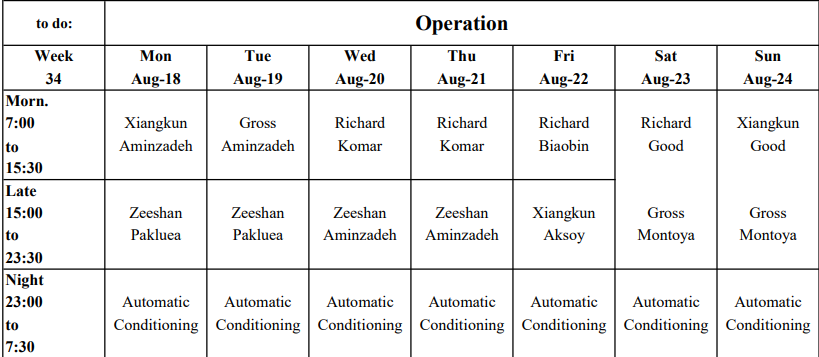 to do: Operation
Week Mon Tue Wed Thu Fri Sat Sun
34 Aug-18 Aug-19 Aug-20 Aug-21 Aug-22 Aug-23 Aug-24
Morn.
7:00 Xiangkun Gross Richard Richard Richard Richard Xiangkun
to Aminzadeh Aminzadeh Komar Komar Biaobin Good Good
15:30
Late
15:00 Zeeshan Zeeshan Zeeshan Zeeshan Xiangkun Gross Gross
to Pakluea Pakluea Aminzadeh Aminzadeh Aksoy Montoya Montoya
23:30
Night
23:00 Automatic Automatic Automatic Automatic Automatic Automatic Automatic
to Conditioning Conditioning Conditioning Conditioning Conditioning Conditioning Conditioning
7:30